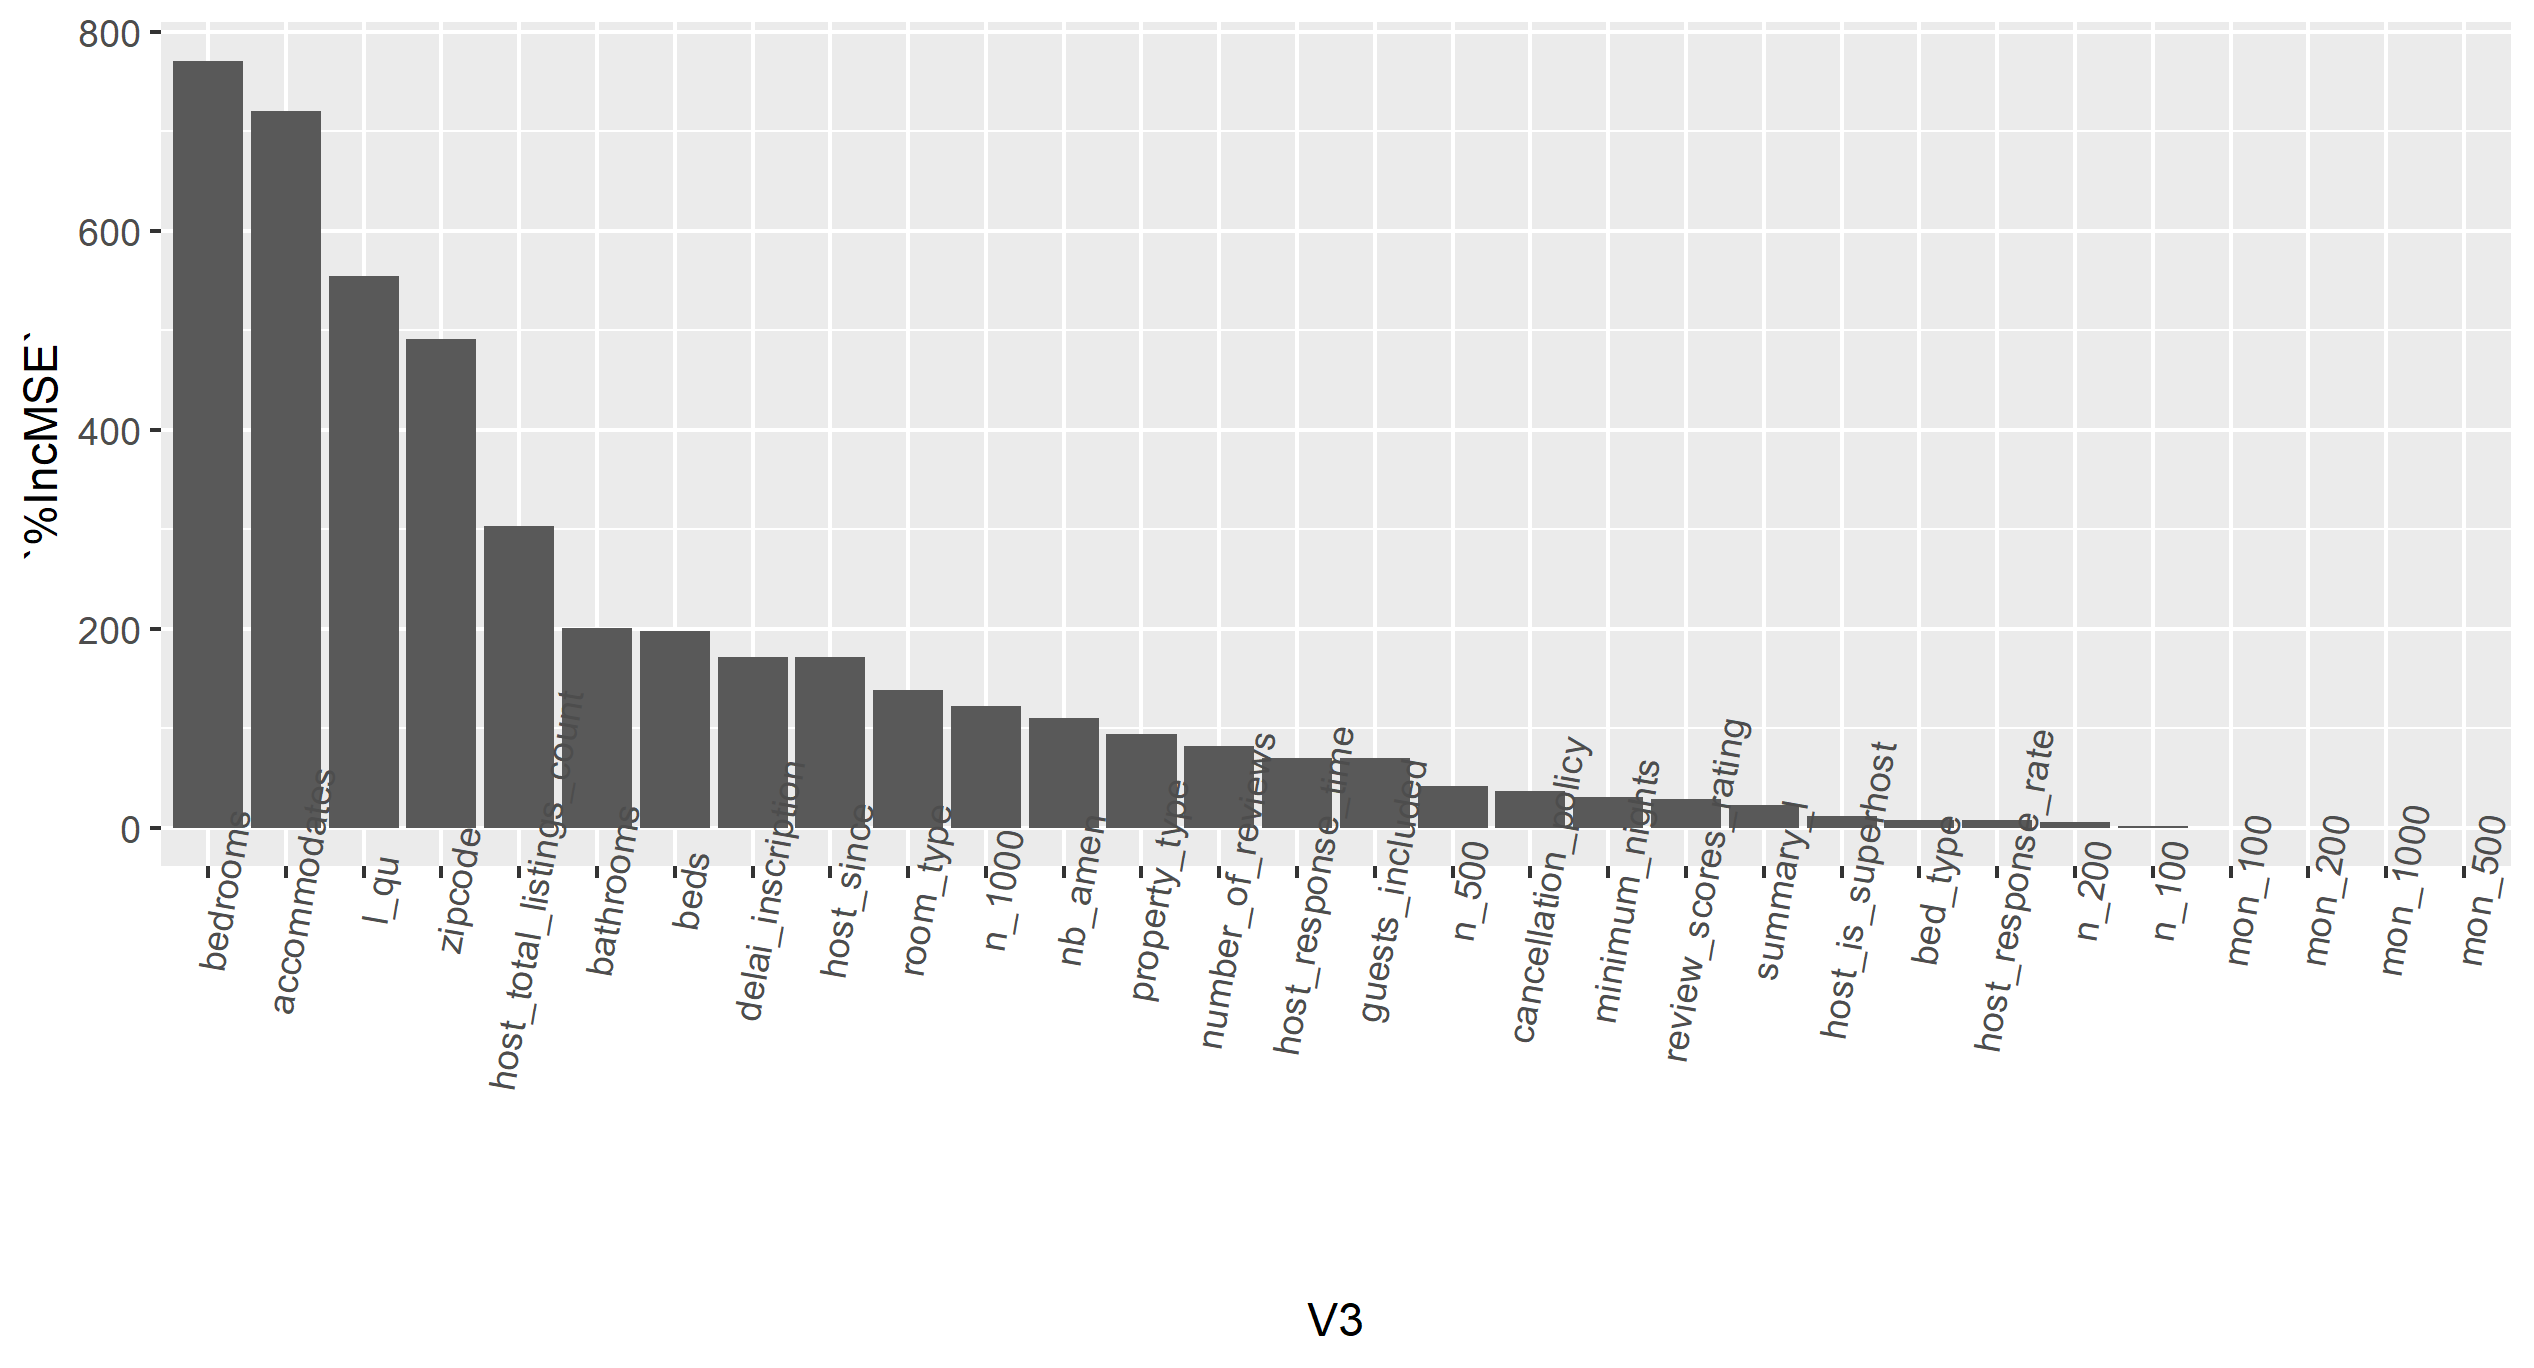 800
600
400
200
0
`%IncMSE`
bedrooms
accommodates
l_qu
zipcode
host_total_listings_count
bathrooms
beds
delai_inscription
host_since
room_type
n_1000
nb_amen
property_type
number_of_reviews
host_response_time
guests_included
n_500
cancellation_policy
minimum_nights
review_scores_rating
summary_l
host_is_superhost
bed_type
host_response_rate
n_200
n_100
mon_100
mon_200
mon_1000
mon_500
V3